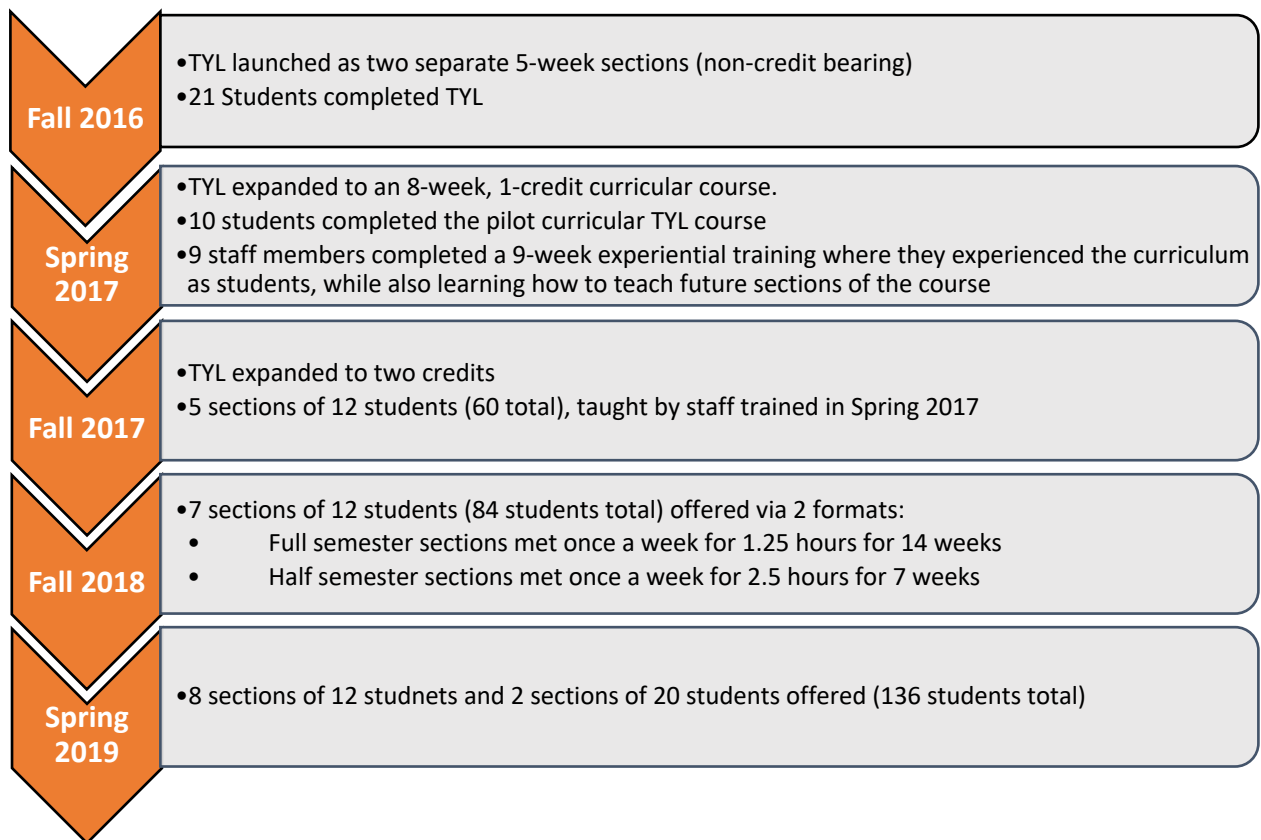 Fall 2016
•TYL launched as two separate 5-week sections (non-credit bearing)
•21 Students completed TYL
Spring
2017
•TYL expanded to an 8-week, 1-credit curricular course.
•10 students completed the pilot curricular TYL course
•9 staff members completed a 9-week experiential training where they experienced the curriculum
as students, while also learning how to teach future sections of the course
Fall 2017
•TYL expanded to two credits
•5 sections of 12 students (60 total), taught by staff trained in Spring 2017
Fall 2018
•7 sections of 12 students (84 students total) offered via 2 formats:
• Full semester sections met once a week for 1.25 hours for 14 weeks
• Half semester sections met once a week for 2.5 hours for 7 weeks
Spring
2019
•8 sections of 12 studnets and 2 sections of 20 students offered (136 students total)